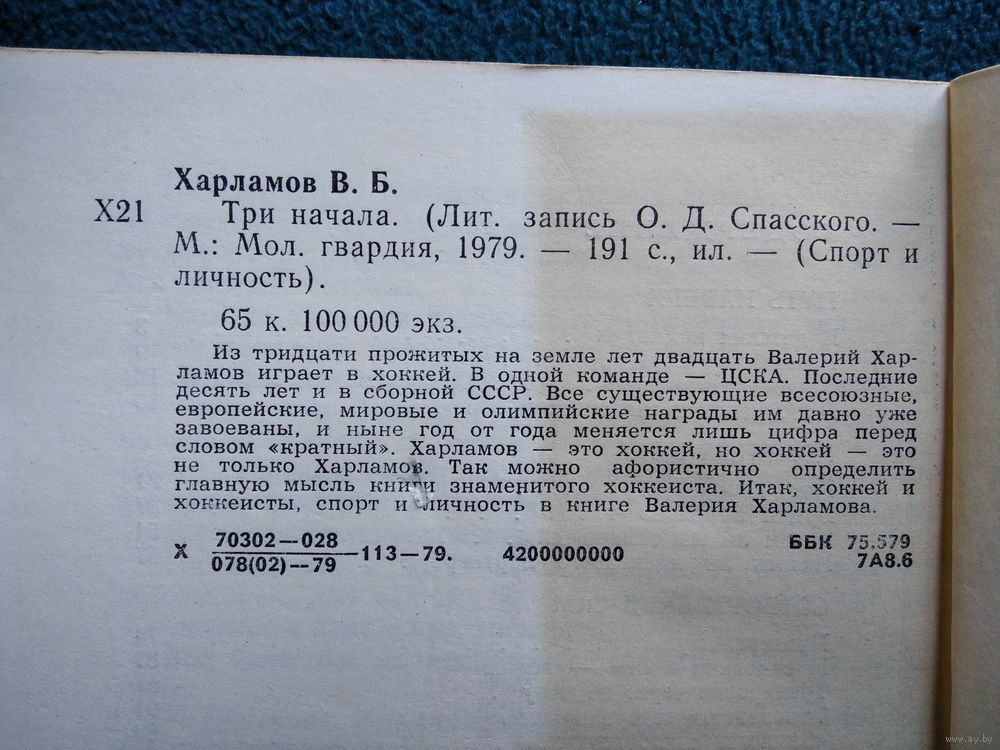 Харламов В. Б.
Х21 Три начала. (Лит. запись О. Д. Спасского. —
М.: Мол. гвардия, 1979. — 191 с., ил. — (Спорт и
личность).
65 к. 100 000 экз.
Из тридцати прожитых на земле лет двадцать Валерий Хар-
ламов играет в хоккей. В одной команде — ЦСКА. Последние
десять лет и в сборной СССР. Все существующие всесоюзные,
европейские, мировые и олимпийские награды им давно уже
завоеваны, и ныне год от года меняется лишь цифра перед
словом «кратный». Харламов — это хоккей, но хоккей — это
не только Харламов. Так можно афористично определить
главную мысль книги знаменитого хоккеиста. Итак, хоккей и
хоккеисты, спорт и личность в книге Валерия Харламова.
Х 70302—028
078(02)—79 —113—79. 4200000000
ББК 75.579
7А8.6
www.ay.by